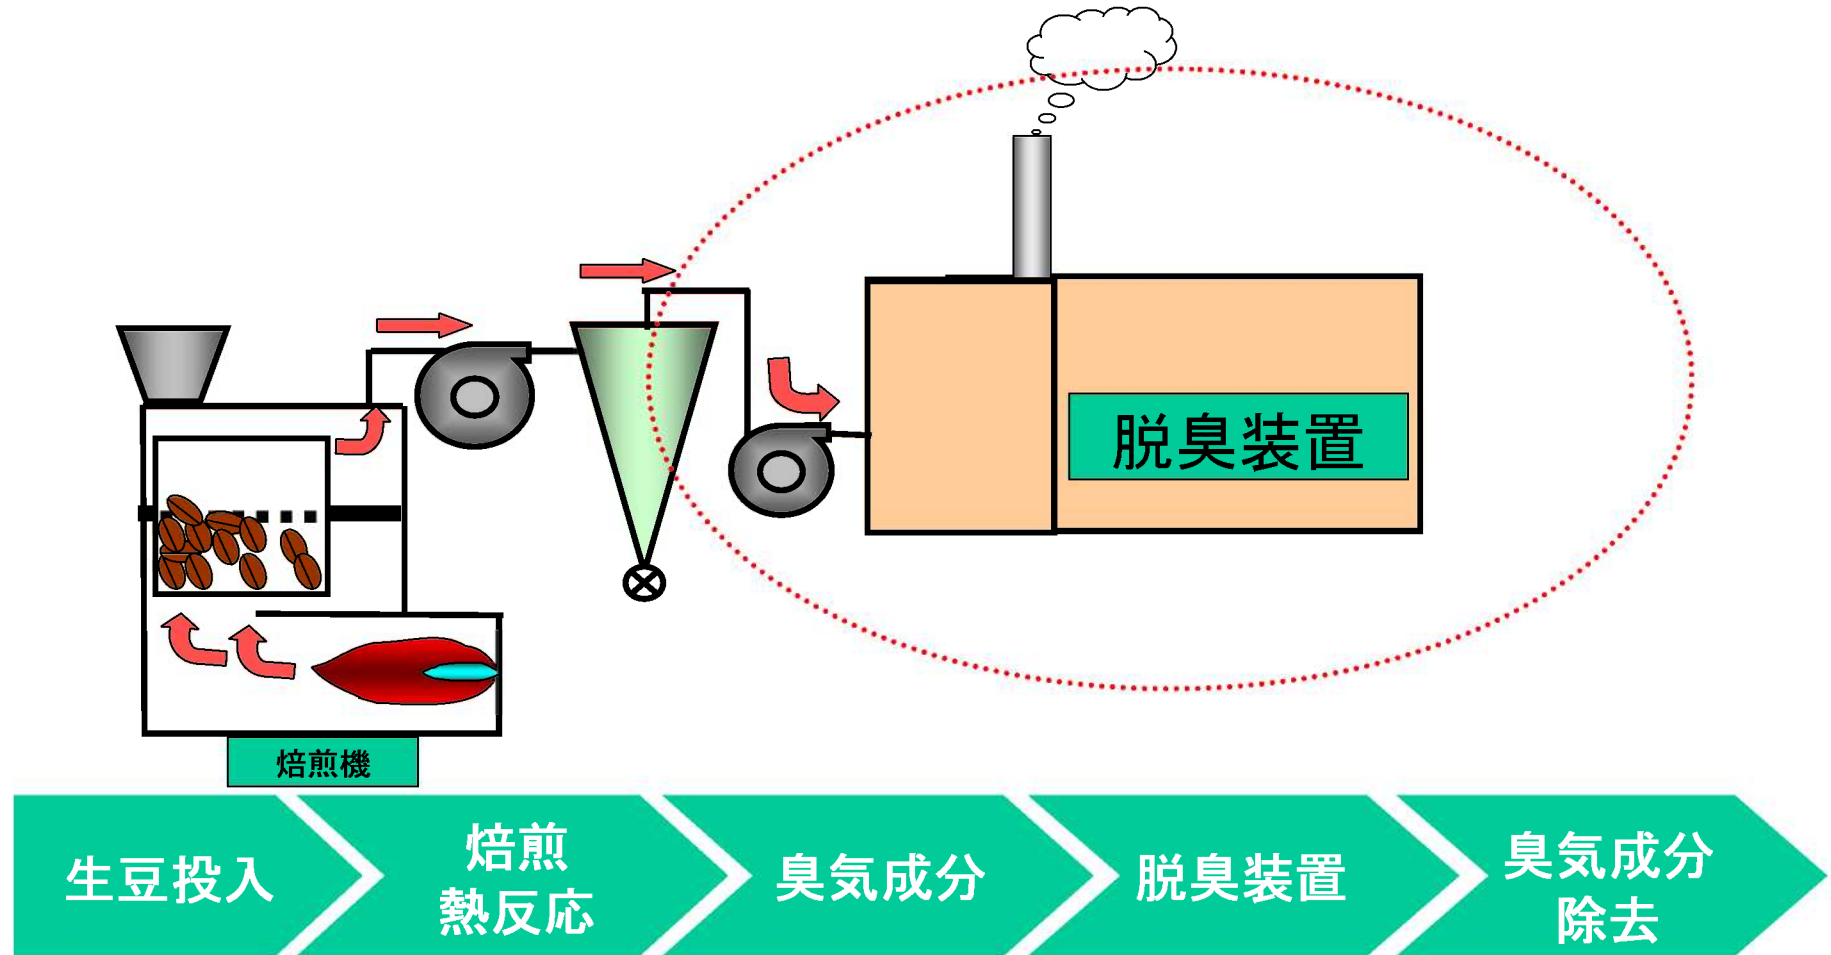 脱臭装置
焙煎機
生豆投入
焙煎
熱反応
臭気成分
脱臭装置
臭気成分
除去